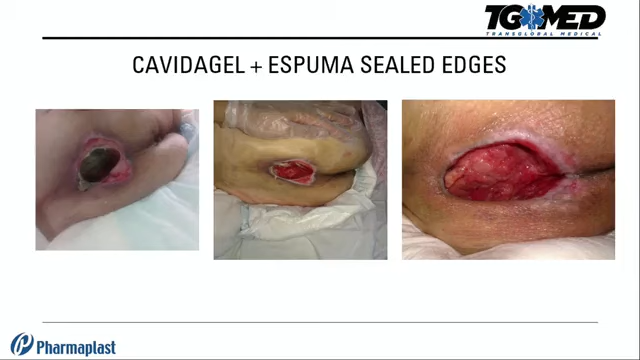 TGMED
TRANSGLOBAL MEDICAL
CAVIDAGEL + ESPUMA SEALED EDGES
Pharmaplast